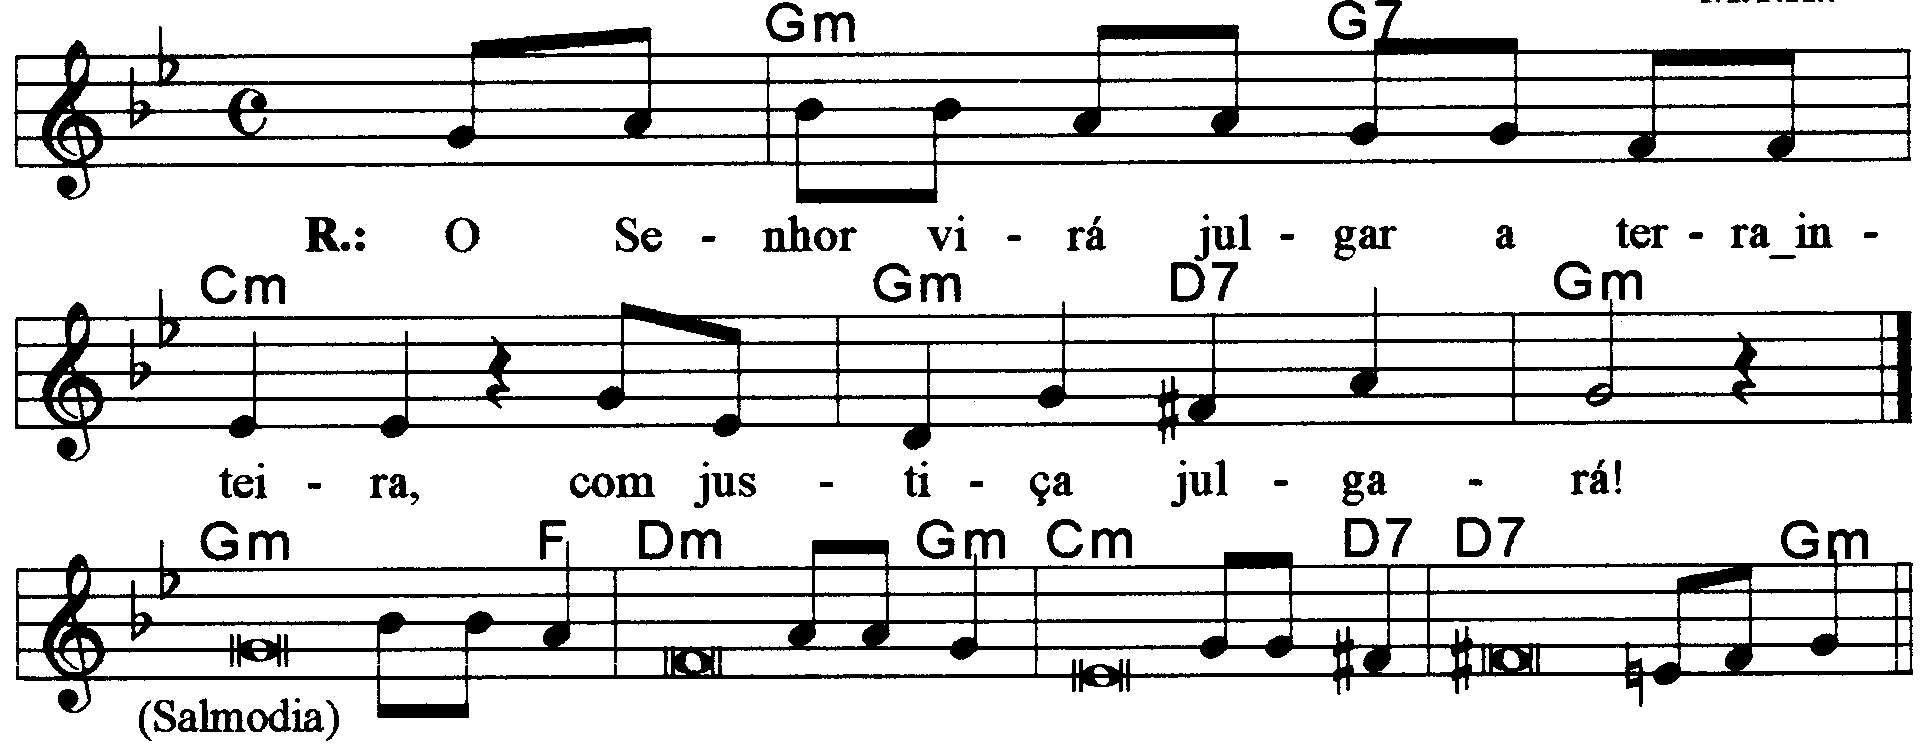 Gm G7
R.: O Se - nhor vi - rá jul - gar a ter - ra_in -
Cm Gm D7 Gm
tei - ra, com jus - ti - ça jul - ga - rá!
Gm F Dm Gm Cm D7 D7 Gm
(Salmodia)